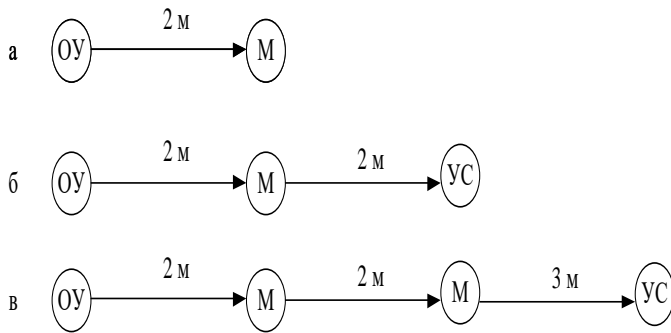 2 м
а ОУ М
2 м 2 м
б ОУ М УС
2 м 2 м 3 м
в ОУ М М УС